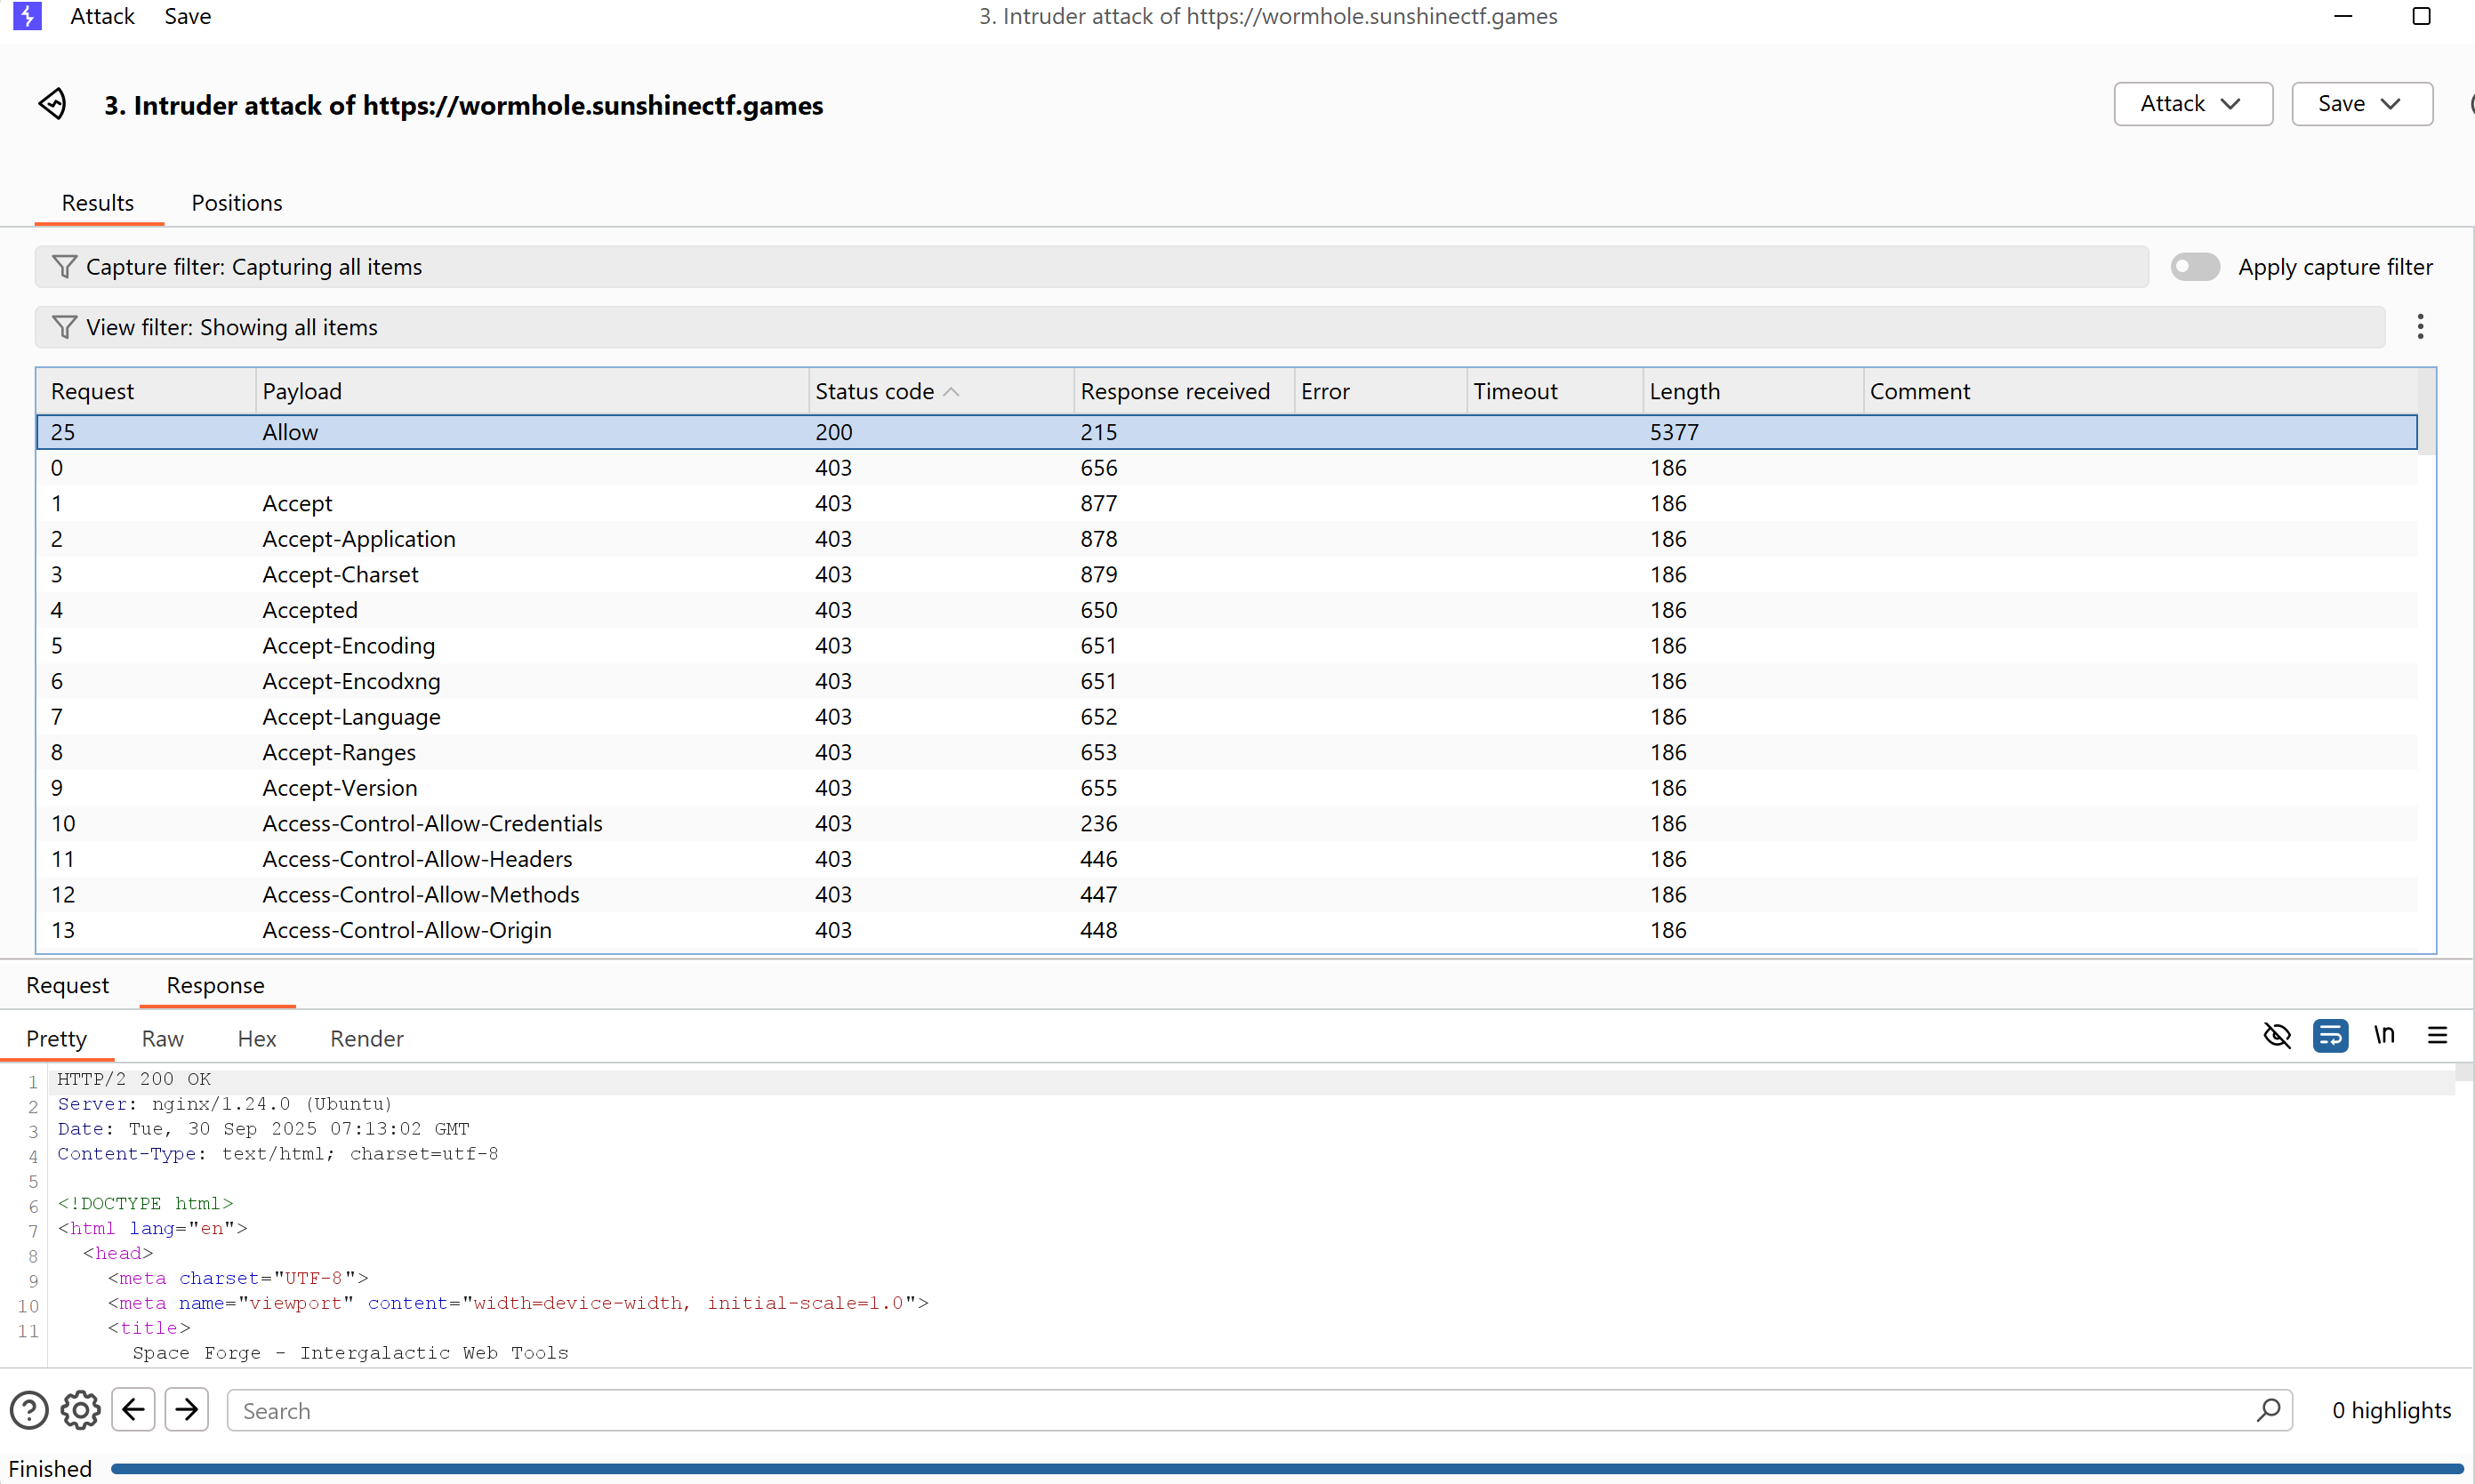 Attack Save 3. Intruder attack of https://wormhole.sunshinectf.games
3. Intruder attack of https://wormhole.sunshinectf.games Attack Save
Results Positions
Capture filter: Capturing all items Apply capture filter
View filter: Showing all items
Request Payload Status code Response received Error Timeout Length Comment
25 Allow 200 215 5377
0 403 656 186
1 Accept 403 877 186
2 Accept-Application 403 878 186
3 Accept-Charset 403 879 186
4 Accepted 403 650 186
5 Accept-Encoding 403 651 186
6 Accept-Encodxng 403 651 186
7 Accept-Language 403 652 186
8 Accept-Ranges 403 653 186
9 Accept-Version 403 655 186
10 Access-Control-Allow-Credentials 403 236 186
11 Access-Control-Allow-Headers 403 446 186
12 Access-Control-Allow-Methods 403 447 186
13 Access-Control-Allow-Origin 403 448 186
Request Response
Pretty Raw Hex Render \n
1 HTTP/2 200 OK
2 Server: nginx/1.24.0 (Ubuntu)
3 Date: Tue, 30 Sep 2025 07:13:02 GMT
4 Content-Type: text/html; charset=utf-8
5
6 <!DOCTYPE html>
7 <html lang="en">
8 <head>
9 <meta charset="UTF-8">
10 <meta name="viewport" content="width=device-width, initial-scale=1.0">
11 <title>
Space Forge - Intergalactic Web Tools
Search 0 highlights
Finished